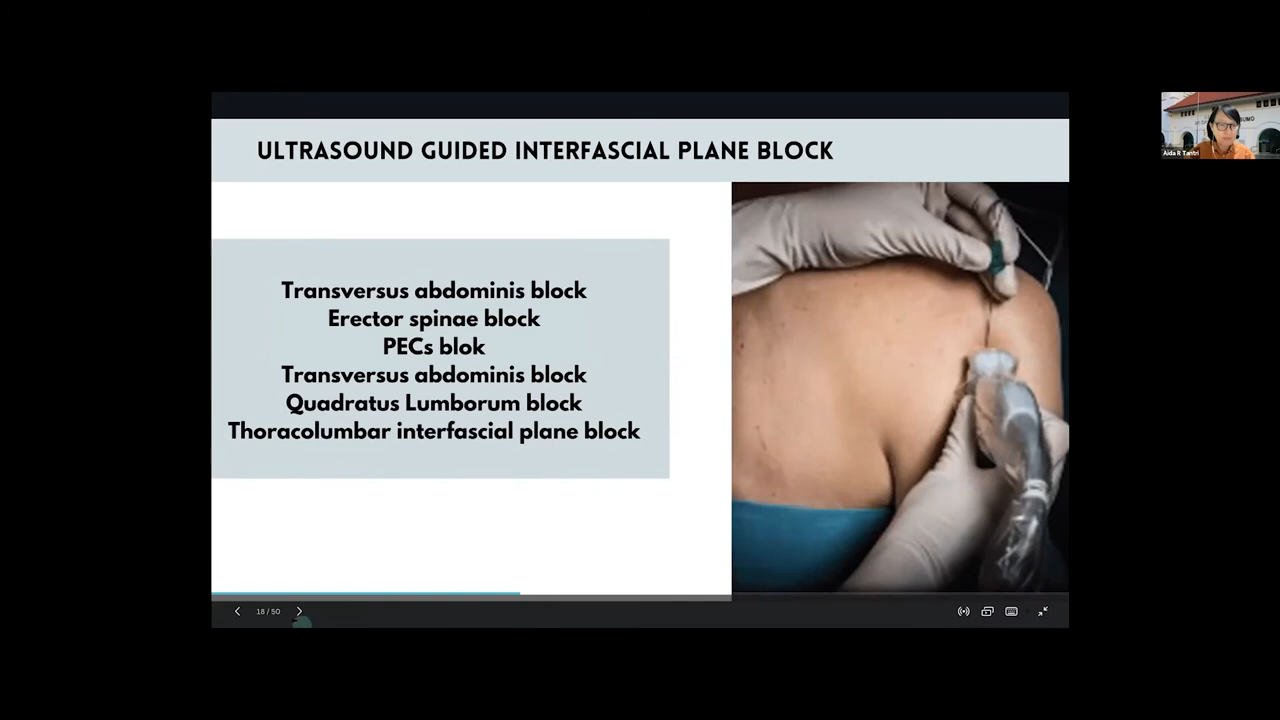 ULTRASOUND GUIDED INTERFASCIAL PLANE BLOCK
Transversus abdominis block
Erector spinae block
PECs blok
Transversus abdominis block
Quadratus Lumborum block
Thoracolumbar interfascial plane block
18 / 50
Aida R Tantri